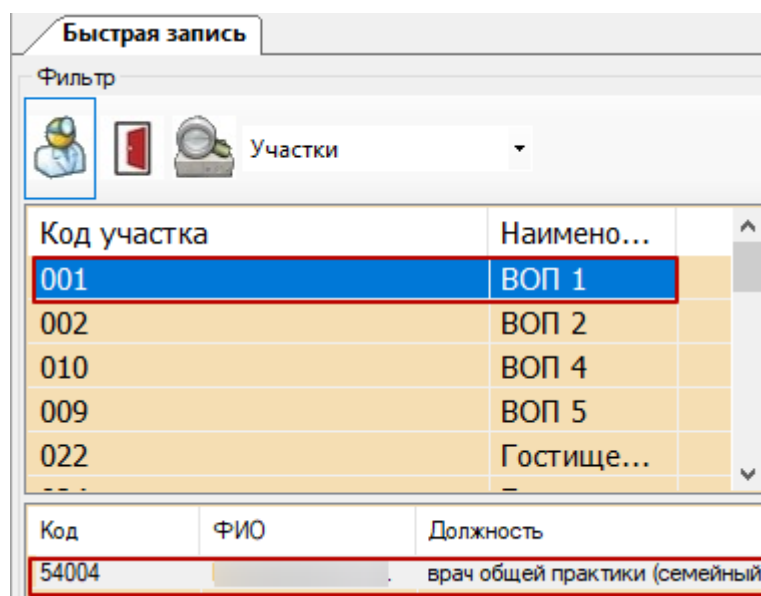 Быстрая запись
Фильтр
Участки
Код участка Наимено...
001 ВОП 1
002 ВОП 2
010 ВОП 4
009 ВОП 5
022 Гостище...
Код ФИО Должность
54004 врач общей практики (семейный